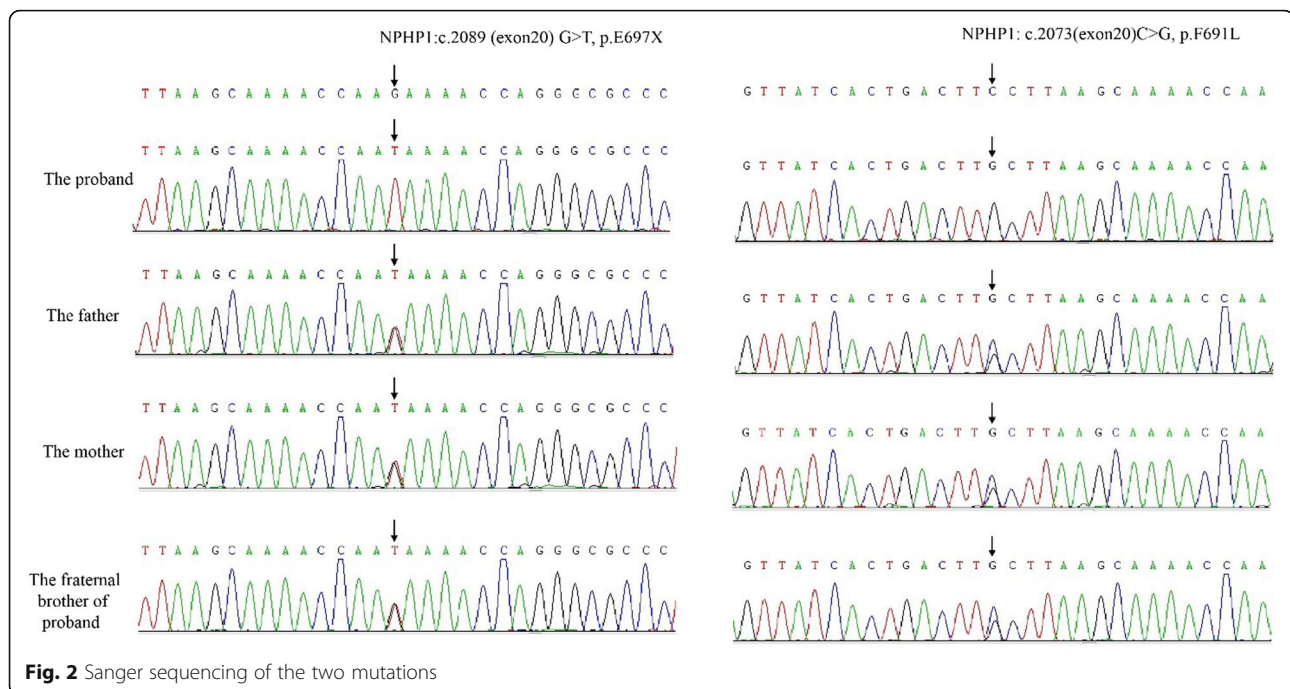 NPHP1:c.2089 (exon20) G>T, p.E697X
NPHP1: c.2073(exon20)C>G, p.F691L
T T A A G C A A A A C C A A G A A A A C C A G G G C G C C C
G T T A T C A C T G A C T T C C T T A A G C A A A A C C A A
The proband
T T A A G C A A A A C C A A T A A A A C C A G G G C G C C C
G T T A T C A C T G A C T T G C T T A A G C A A A A C C A A
The father
T T A A G C A A A A C C A A T A A A A C C A G G G C G C C C
G T T A T C A C T G A C T T G C T T A A G C A A A A C C A A
The mother
T T A A G C A A A A C C A A T A A A A C C A G G G C G C C C
G T T A T C A C T G A C T T G C T T A A G C A A A A C C A A
The fraternal
brother of
proband
T T A A G C A A A A C C A A T A A A A C C A G G G C G C C C
G T T A T C A C T G A C T T G C T T A A G C A A A A C C A A
Fig. 2 Sanger sequencing of the two mutations